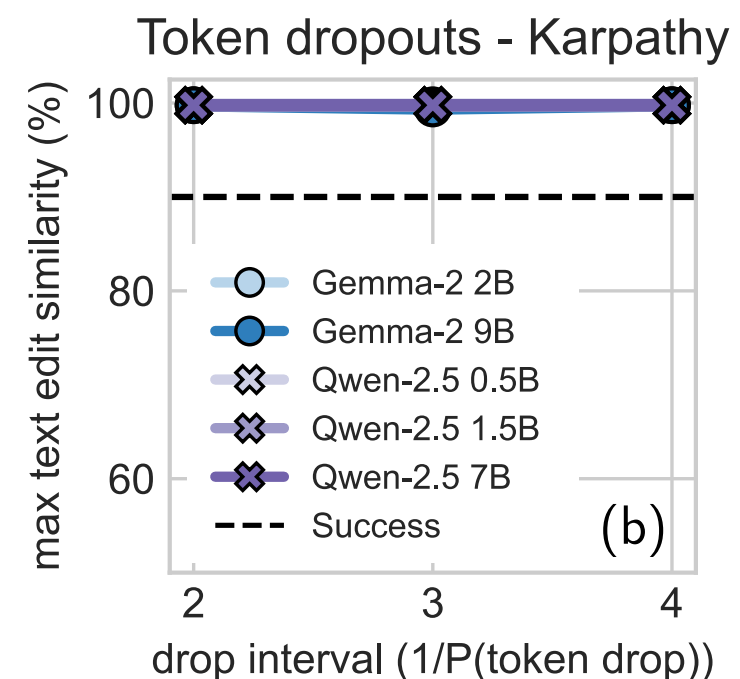 Token dropouts - Karpathy
max text edit similarity (%)
100
80
60
Gemma-2 2B
Gemma-2 9B
Qwen-2.5 0.5B
Qwen-2.5 1.5B
Qwen-2.5 7B
Success
(b)
2 3 4
drop interval (1/P(token drop))